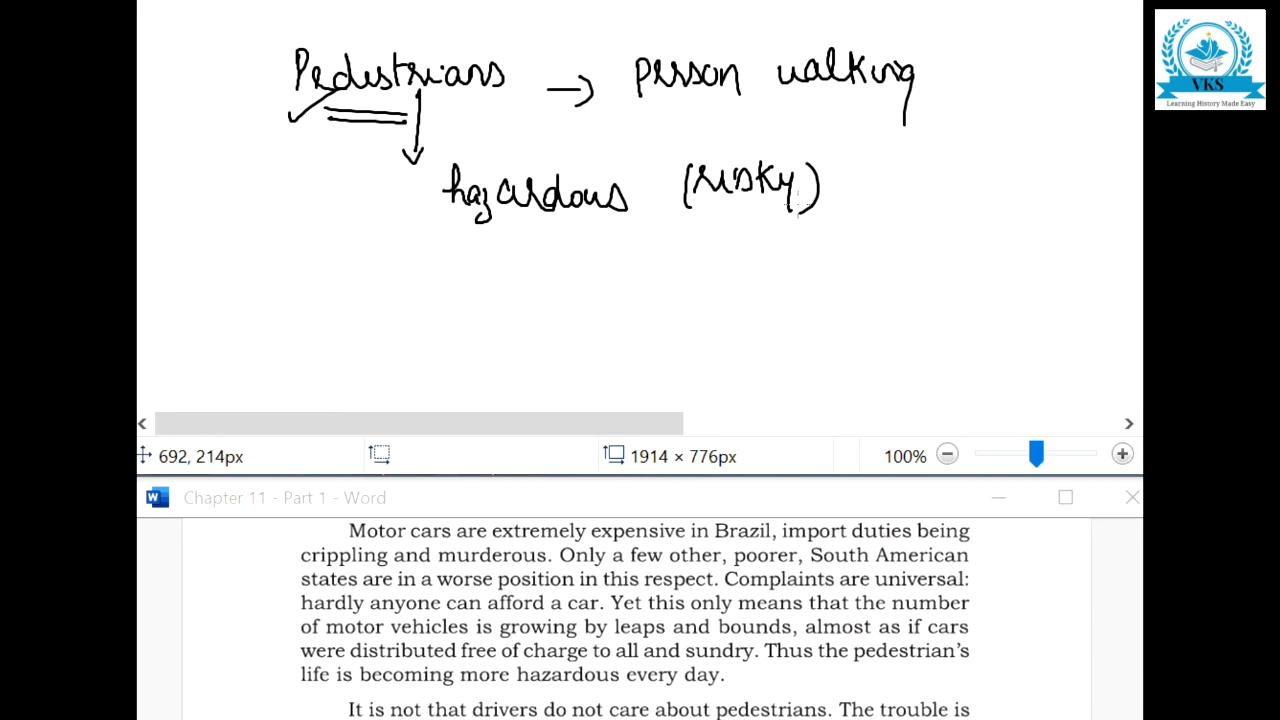 Pedestrians → person walking
hazardous (risky)
VKS
Learning History Made Easy
692, 214px
1914 × 776px
100%
Chapter 11 - Part 1 - Word
Motor cars are extremely expensive in Brazil, import duties being
crippling and murderous. Only a few other, poorer, South American
states are in a worse position in this respect. Complaints are universal:
hardly anyone can afford a car. Yet this only means that the number
of motor vehicles is growing by leaps and bounds, almost as if cars
were distributed free of charge to all and sundry. Thus the pedestrian's
life is becoming more hazardous every day.
It is not that drivers do not care about pedestrians. The trouble is